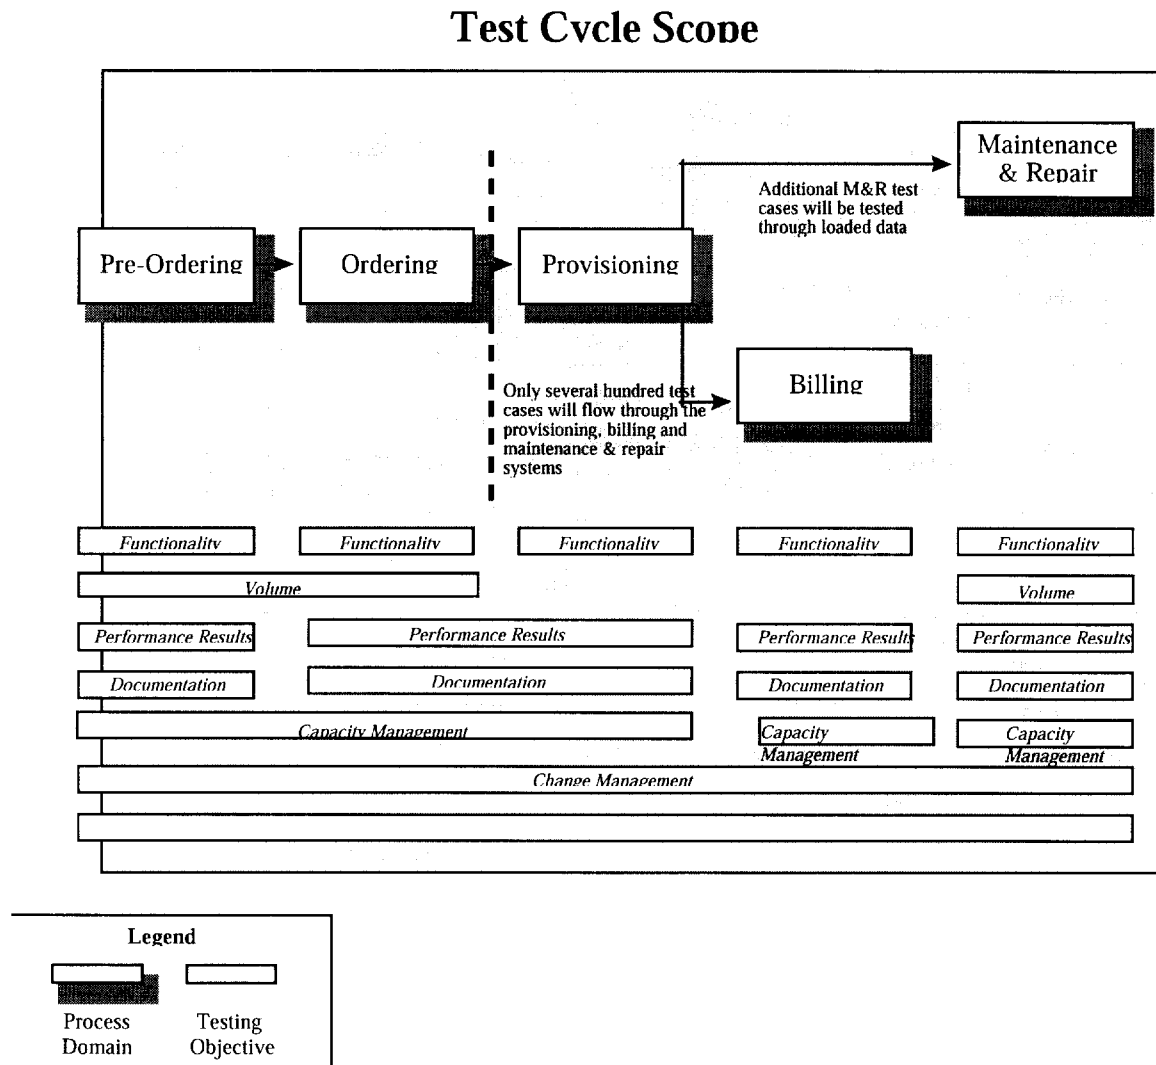 Test Cycle Scope
Maintenance
& Repair
Additional M&R test
cases will be tested
through loaded data
Pre-Ordering
Ordering
Provisioning
Billing
Only several hundred test
cases will flow through the
provisioning, billing and
maintenance & repair
systems
Functionality
Functionality
Functionality
Functionality
Functionality
Volume
Volume
Performance Results
Performance Results
Performance Results
Performance Results
Documentation
Documentation
Documentation
Documentation
Capacity Management
Capacity
Management
Capacity
Management
Change Management
Legend
Process
Domain
Testing
Objective